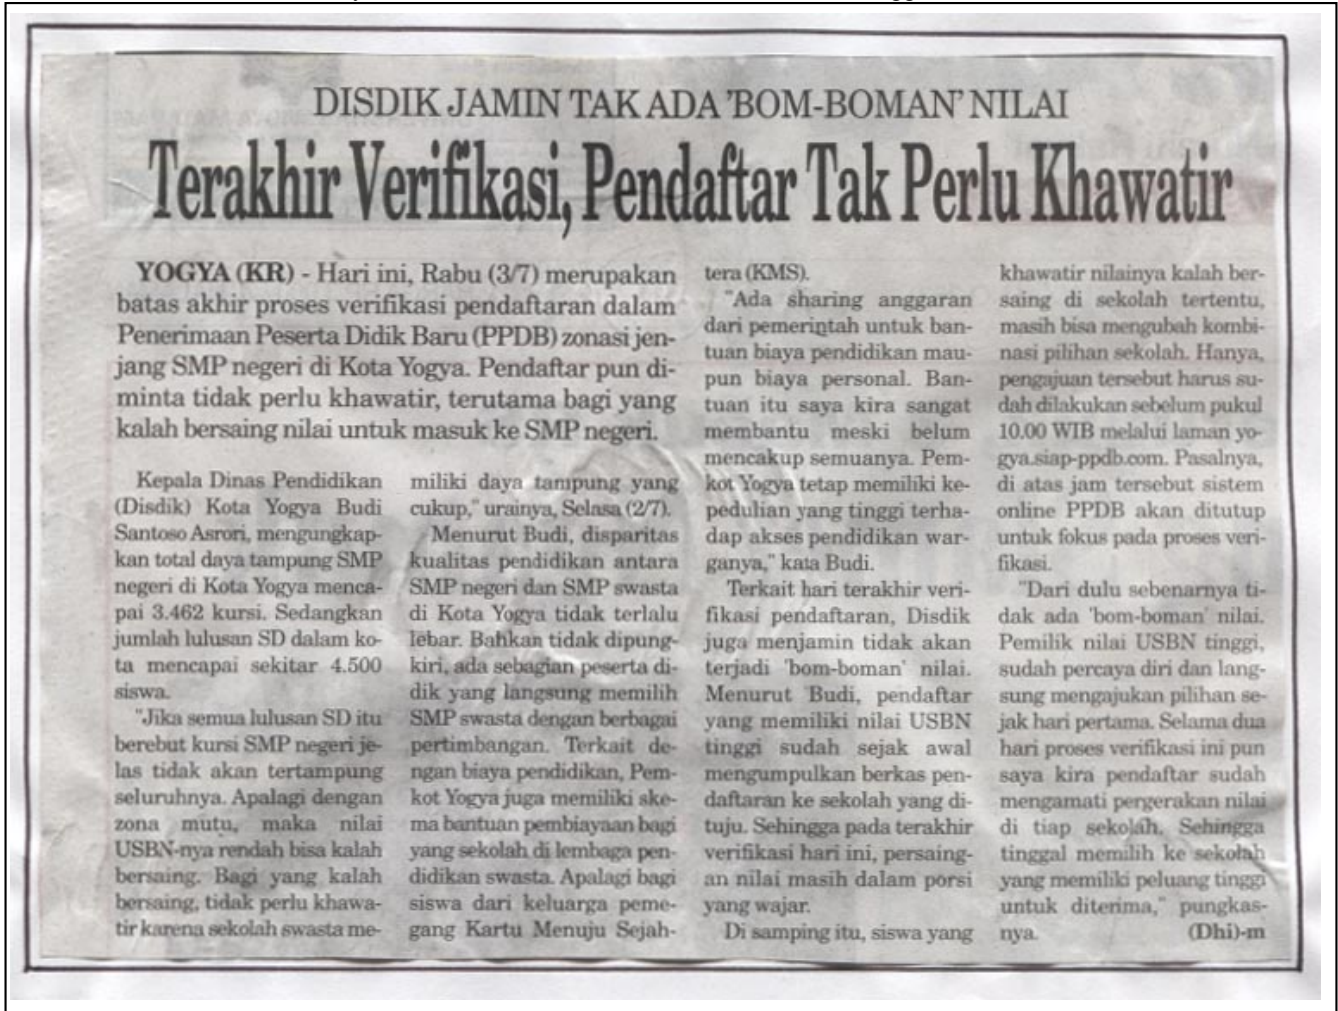 DISDIK JAMIN TAK ADA 'BOM-BOMAN' NILAI
Terakhir Verifikasi, Pendaftar Tak Perlu Khawatir
YOGYA (KR) - Hari ini, Rabu (3/7) merupakan
batas akhir proses verifikasi pendaftaran dalam
Penerimaan Peserta Didik Baru (PPDB) zonasi jen-
jang SMP negeri di Kota Yogya. Pendaftar pun di-
minta tidak perlu khawatir, terutama bagi yang
kalah bersaing nilai untuk masuk ke SMP negeri.
Kepala Dinas Pendidikan
(Disdik) Kota Yogya Budi
Santoso Asrori, mengungkap-
kan total daya tampung SMP
negeri di Kota Yogya menca-
pai 3.462 kursi. Sedangkan
jumlah lulusan SD dalam ko-
ta mencapai sekitar 4.500
siswa.
"Jika semua lulusan SD itu
berebut kursi SMP negeri je-
las tidak akan tertampung
seluruhnya. Apalagi dengan
zona mutu, maka nilai
USBN-nya rendah bisa kalah
bersaing. Bagi yang kalah
bersaing, tidak perlu khawa-
tir karena sekolah swasta me-
miliki daya tampung yang
cukup," urainya, Selasa (2/7).
Menurut Budi, disparitas
kualitas pendidikan antara
SMP negeri dan SMP swasta
di Kota Yogya tidak terlalu
lebar. Bahkan tidak dipung-
kiri, ada sebagian peserta di-
dik yang langsung memilih
SMP swasta dengan berbagai
pertimbangan. Terkait de-
ngan biaya pendidikan, Pem-
kot Yogya juga memiliki ske-
ma bantuan pembiayaan bagi
yang sekolah di lembaga pen-
didikan swasta. Apalagi bagi
siswa dari keluarga peme-
gang Kartu Menuju Sejah-
tera (KMS).
"Ada sharing anggaran
dari pemerintah untuk ban-
tuan biaya pendidikan mau-
pun biaya personal. Ban-
tuan itu saya kira sangat
membantu meski belum
mencakup semuanya. Pem-
kot Yogya tetap memiliki ke-
pedulian yang tinggi terha-
dap akses pendidikan war-
ganya," kata Budi.
Terkait hari terakhir veri-
fikasi pendaftaran, Disdik
juga menjamin tidak akan
terjadi 'bom-boman' nilai.
Menurut Budi, pendaftar
yang memiliki nilai USBN
tinggi sudah sejak awal
mengumpulkan berkas pen-
daftaran ke sekolah yang di-
tuju. Sehingga pada terakhir
verifikasi hari ini, persaing-
an nilai masih dalam porsi
yang wajar.
Di samping itu, siswa yang
khawatir nilainya kalah ber-
saing di sekolah tertentu,
masih bisa mengubah kombi-
nasi pilihan sekolah. Hanya,
pengajuan tersebut harus su-
dah dilakukan sebelum pukul
10.00 WIB melalui laman yo-
gya.siap-ppdb.com. Pasalnya,
di atas jam tersebut sistem
online PPDB akan ditutup
untuk fokus pada proses veri-
fikasi.
"Dari dulu sebenarnya ti-
dak ada 'bom-boman' nilai.
Pemilik nilai USBN tinggi,
sudah percaya diri dan lang-
sung mengajukan pilihan se-
jak hari pertama. Selama dua
hari proses verifikasi ini pun
saya kira pendaftar sudah
mengamati pergerakan nilai
di tiap sekolah. Sehingga
tinggal memilih ke sekolah
yang memiliki peluang tinggi
untuk diterima," pungkas-
nya. (Dhi)-m